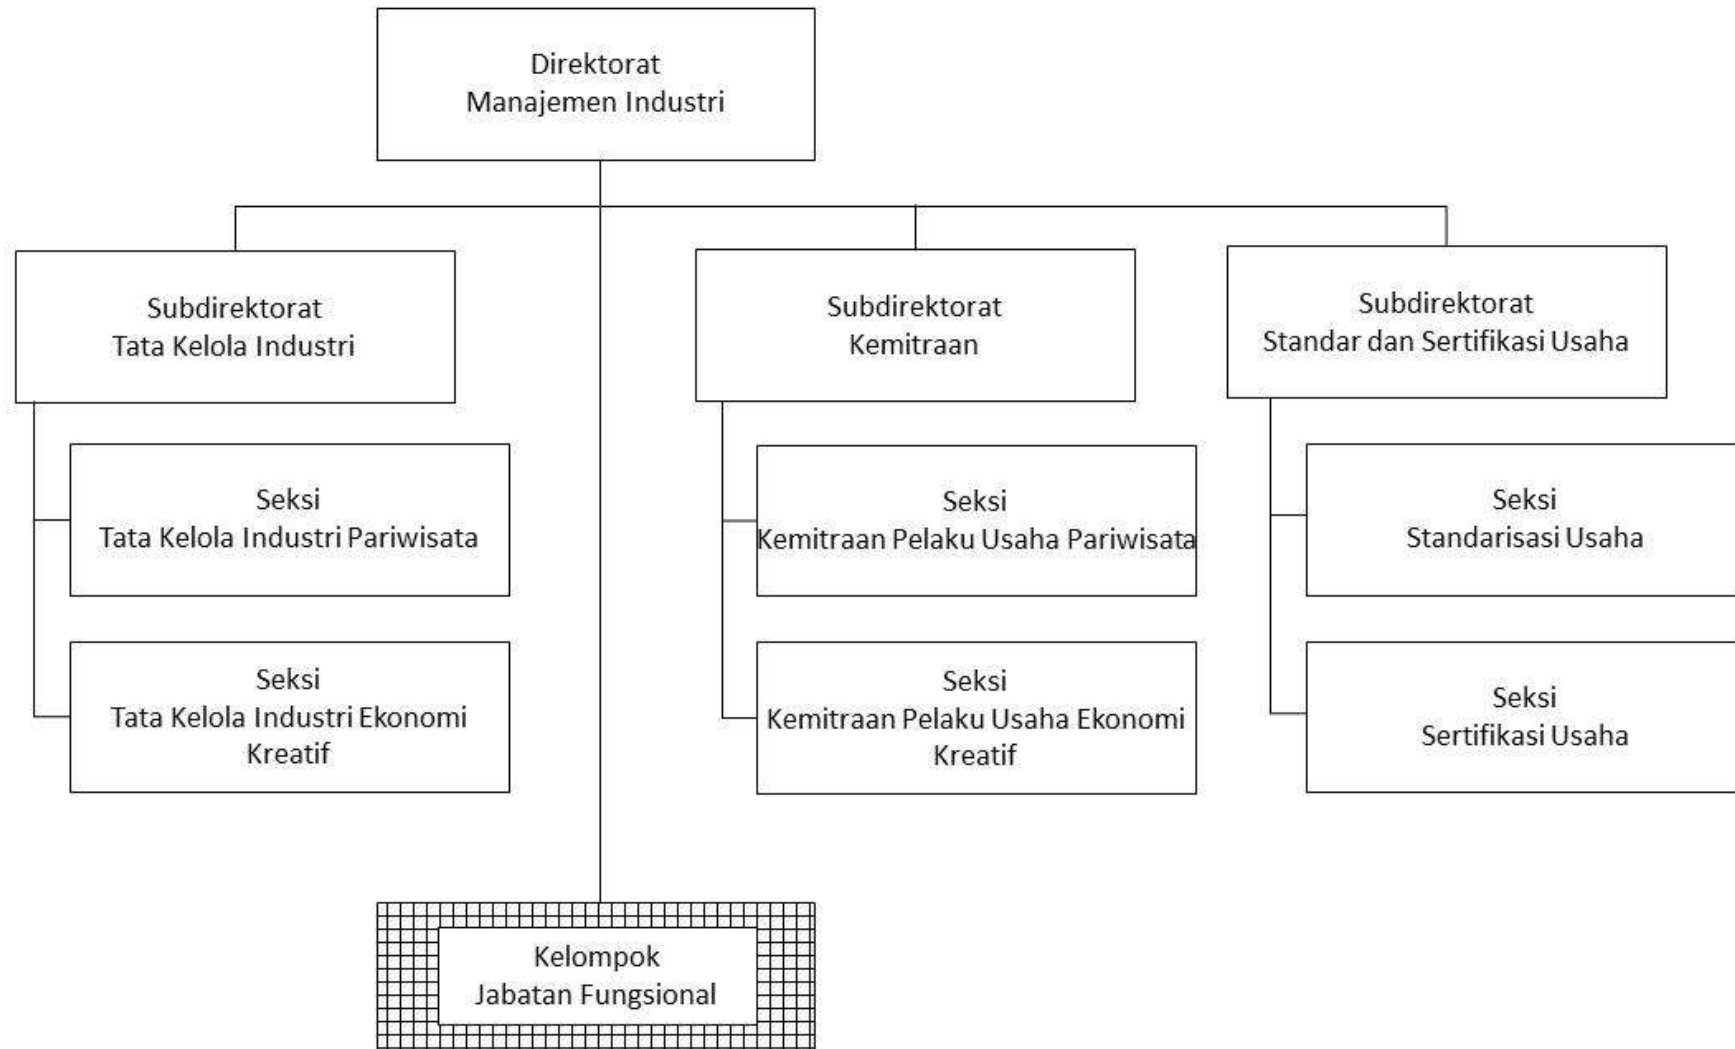 Direktorat
Manajemen Industri
Subdirektorat
Tata Kelola Industri
Subdirektorat
Kemitraan
Subdirektorat
Standar dan Sertifikasi Usaha
Seksi
Tata Kelola Industri Pariwisata
Seksi
Kemitraan Pelaku Usaha Pariwisata
Seksi
Standarisasi Usaha
Seksi
Tata Kelola Industri Ekonomi
Kreatif
Seksi
Kemitraan Pelaku Usaha Ekonomi
Kreatif
Seksi
Sertifikasi Usaha
Kelompok
Jabatan Fungsional